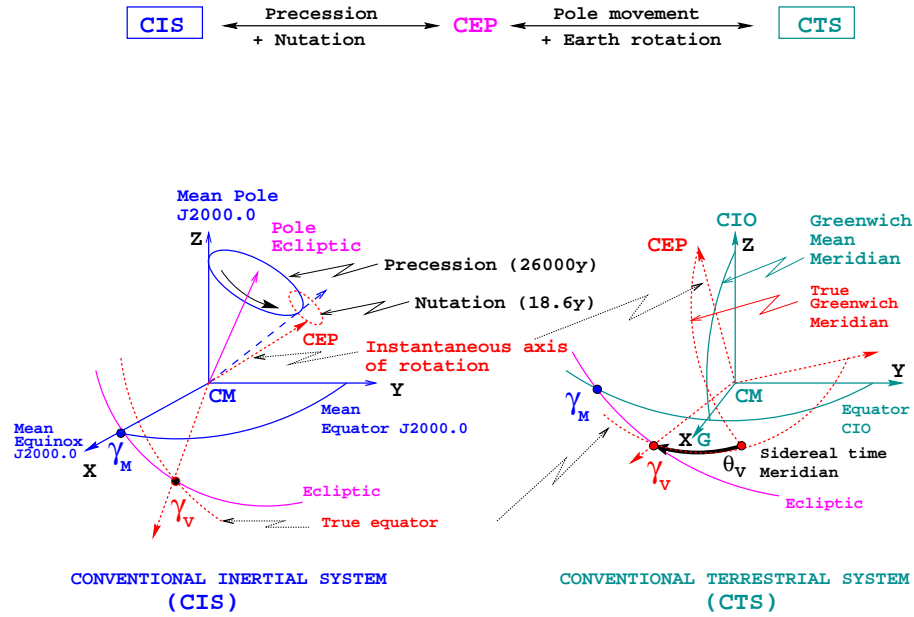 CIS
Precession
+ Nutation
CEP
Pole movement
+ Earth rotation
CTS
Mean Pole
J2000.0
Z
Pole
Ecliptic
Precession (26000y)
Nutation (18.6y)
CEP
Instantaneous axis
of rotation
CM
Y
Mean
Equator J2000.0
Mean
Equinox
J2000.0
X
γM
Ecliptic
γV
True equator
CONVENTIONAL INERTIAL SYSTEM
(CIS)
CIO
Z
CEP
Greenwich
Mean
Meridian
True
Greenwich
Meridian
Y
CM
γM
Equator
CIO
X
G
γV
θV
Sidereal time
Meridian
Ecliptic
CONVENTIONAL TERRESTRIAL SYSTEM
(CTS)